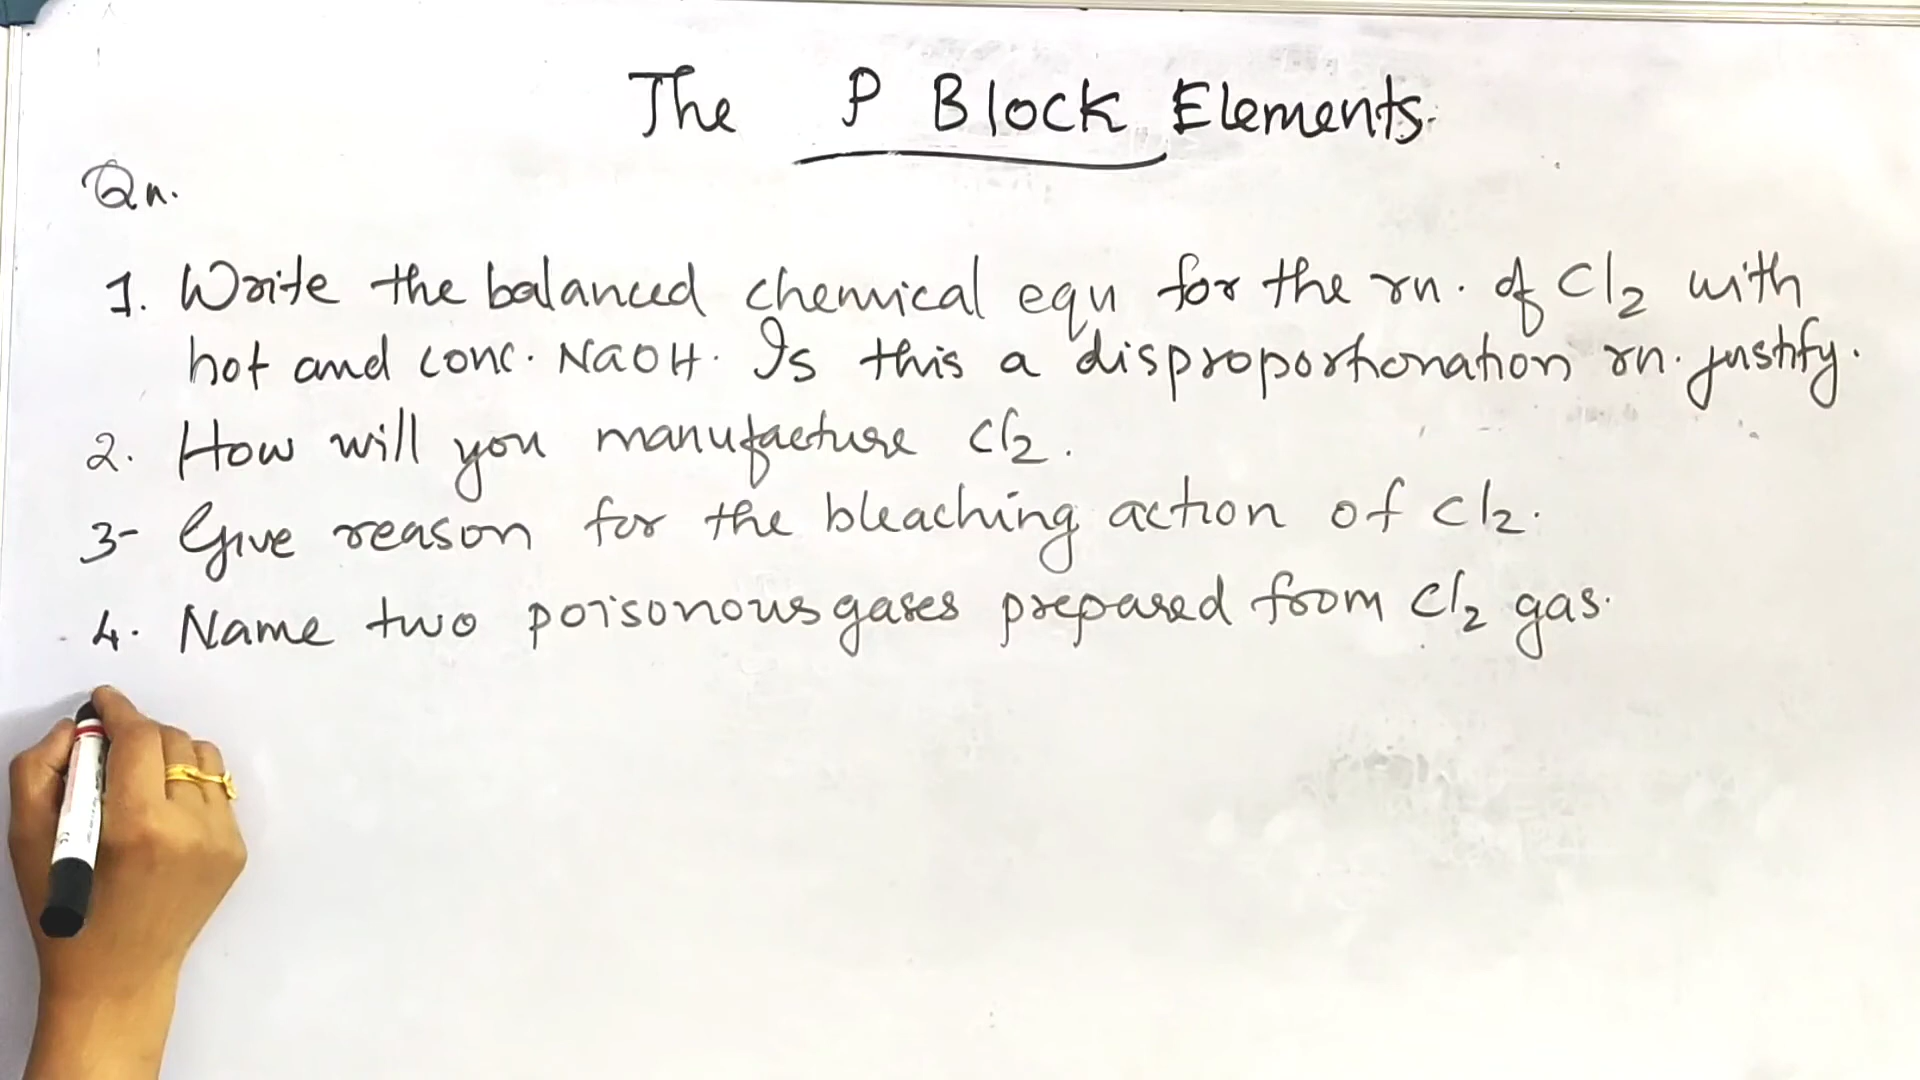 The P Block Elements.
Qn.
1. Write the balanced chemical equ for the rn. of Cl2 with
hot and conc. NaOH. Is this a disproportionation rn. justify.
2. How will you manufacture Cl2.
3- Give reason for the bleaching action of Cl2.
4. Name two poisonous gases prepared from Cl2 gas.